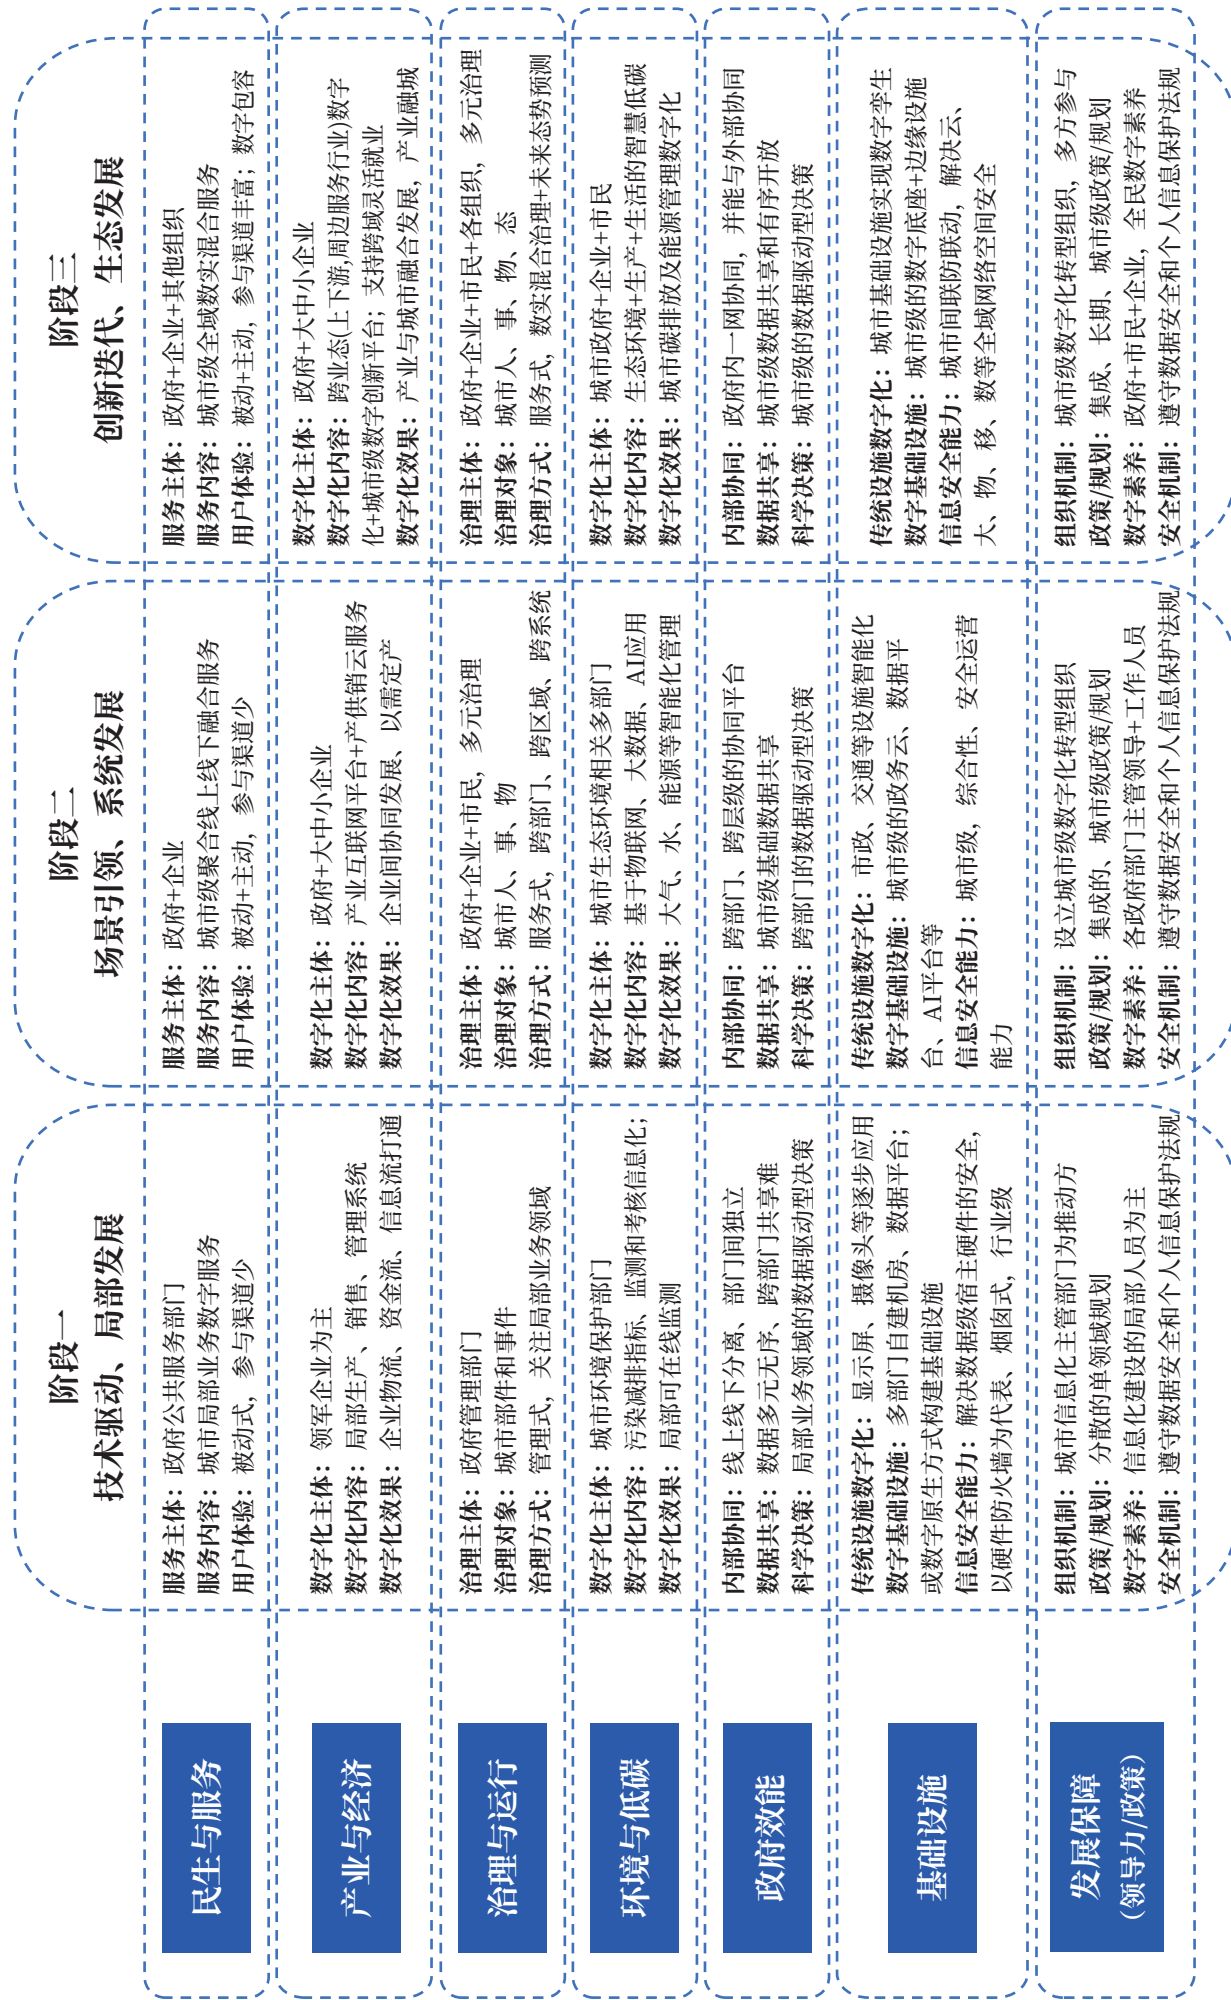 阶段一
技术驱动、局部发展
阶段二
场景引领、系统发展
阶段三
创新迭代、生态发展
民生与服务
服务主体：政府公共服务部门
服务内容：城市局部业务数字服务
用户体验：被动式，参与渠道少
服务主体：政府+企业
服务内容：城市级聚合线上线下融合服务
用户体验：被动+主动，参与渠道少
服务主体：政府+企业+其他组织
服务内容：城市级全域数实混合服务
用户体验：被动+主动，参与渠道丰富；数字包容
产业与经济
数字化主体：领军企业为主
数字化内容：局部生产、销售、管理系统
数字化效果：企业物流、资金流、信息流打通
数字化主体：政府+大中小企业
数字化内容：产业互联网平台+产供销云服务
数字化效果：企业间协同发展、以需定产
数字化主体：政府+大中小企业
数字化内容：跨业态(上下游,周边服务行业)数字
化+城市级数字创新平台；支持跨域灵活就业
数字化效果：产业与城市融合发展，产业融城
治理与运行
治理主体：政府管理部门
治理对象：城市部件和事件
治理方式：管理式，关注局部业务领域
治理主体：政府+企业+市民，多元治理
治理对象：城市人、事、物
治理方式：服务式，跨部门、跨区域、跨系统
治理主体：政府+企业+市民+各组织，多元治理
治理对象：城市人、事、物、态
治理方式：服务式，数实混合治理+未来态势预测
环境与低碳
数字化主体：城市环境保护部门
数字化内容：污染减排指标、监测和考核信息化；
数字化效果：局部可在线监测
数字化主体：城市生态环境相关多部门
数字化内容：基于物联网、大数据、AI应用
数字化效果：大气、水、能源等智能化管理
数字化主体：城市政府+企业+市民
数字化内容：生态环境+生产+生活的智慧低碳
数字化效果：城市碳排放及能源管理数字化
政府效能
内部协同：线上线下分离、部门间独立
数据共享：数据多元无序、跨部门共享难
科学决策：局部业务领域的数据驱动型决策
内部协同：跨部门、跨层级的协同平台
数据共享：城市级基础数据共享
科学决策：跨部门的数据驱动型决策
内部协同：政府内一网协同，并能与外部协同
数据共享：城市级数据共享和有序开放
科学决策：城市级的数据驱动型决策
基础设施
传统设施数字化：显示屏、摄像头等逐步应用
数字基础设施：多部门自建机房、数据平台；
或数字原生方式构建基础设施
信息安全能力：解决数据级宿主硬件的安全，
以硬件防火墙为代表、烟囱式，行业级
传统设施数字化：市政、交通等设施智能化
数字基础设施：城市级的政务云、数据平
台、AI平台等
信息安全能力：城市级，综合性、安全运营
能力
传统设施数字化：城市基础设施实现数字孪生
数字基础设施：城市级的数字底座+边缘设施
信息安全能力：城市间联防联动，解决云、
大、物、移、数等全域网络空间安全
发展保障
（领导力/政策）
组织机制：城市信息化主管部门为推动方
政策/规划：分散的单领域规划
数字素养：信息化建设的局部人员为主
安全机制：遵守数据安全和个人信息保护法规
组织机制：设立城市级数字化转型组织
政策/规划：集成的、城市级政策/规划
数字素养：各政府部门主管领导+工作人员
安全机制：遵守数据安全和个人信息保护法规
组织机制：城市级数字化转型组织，多方参与
政策/规划：集成、长期、城市级政策/规划
数字素养：政府+市民+企业，全民数字素养
安全机制：遵守数据安全和个人信息保护法规